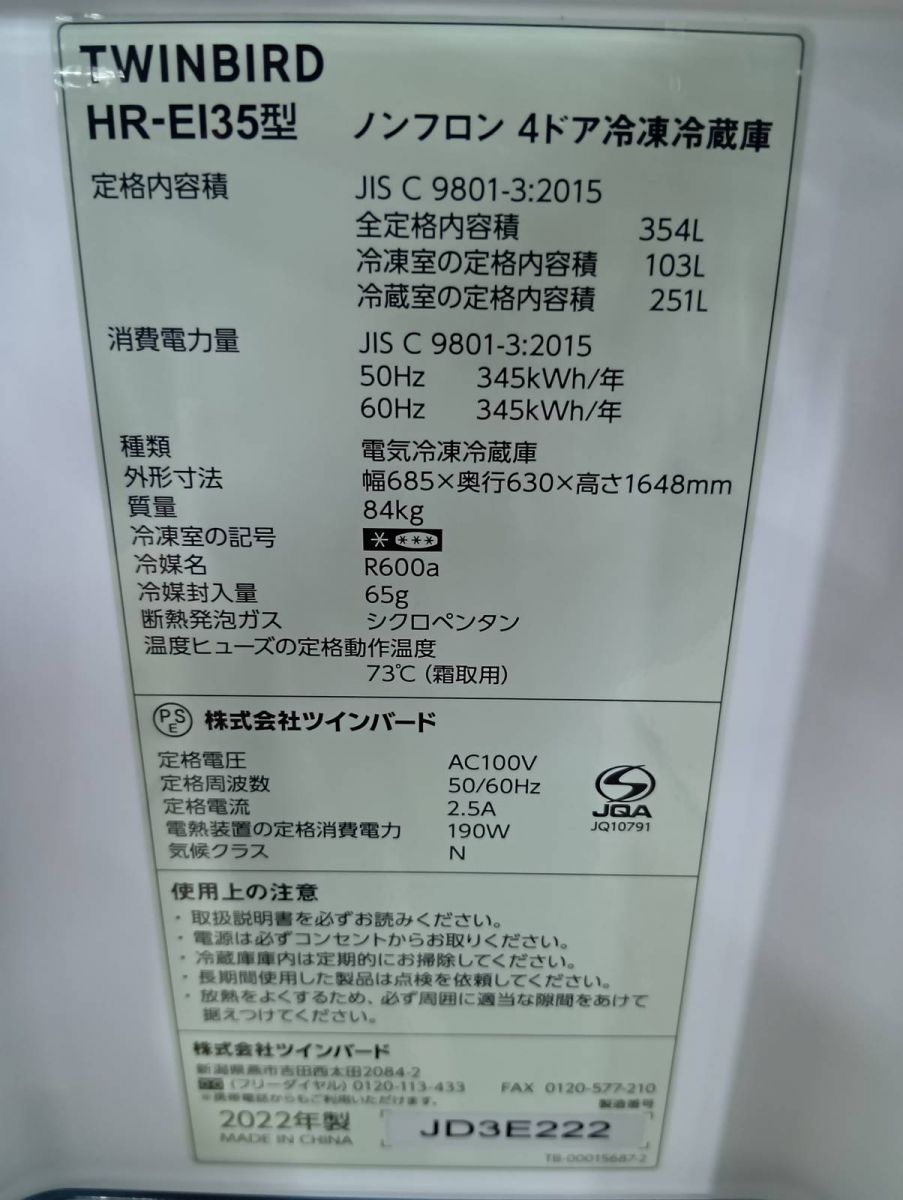 TWINBIRD
HR-EI35型 ノンフロン 4ドア冷凍冷蔵庫
定格内容積 JIS C 9801-3:2015
全定格内容積 354L
冷凍室の定格内容積 103L
冷蔵室の定格内容積 251L
消費電力量 JIS C 9801-3:2015
50Hz 345kWh/年
60Hz 345kWh/年
種類 電気冷凍冷蔵庫
外形寸法 幅685×奥行630×高さ1648mm
質量 84kg
冷凍室の記号 * ***
冷媒名 R600a
冷媒封入量 65g
断熱発泡ガス シクロペンタン
温度ヒューズの定格動作温度
73℃（霜取用）
PSE 株式会社ツインバード
定格電圧 AC100V
定格周波数 50/60Hz
定格電流 2.5A
電熱装置の定格消費電力 190W
気候クラス N
JQA
JQ10791
使用上の注意
・取扱説明書を必ずお読みください。
・電源は必ずコンセントからお取りください。
・冷蔵庫庫内は定期的にお掃除してください。
・長期間使用した製品は点検を依頼してください。
・放熱をよくするため、必ず周囲に適当な隙間をあけて
据えつけてください。
株式会社ツインバード
新潟県燕市吉田西太田2084-2
（フリーダイヤル）0120-113-433 FAX 0120-577-210
※携帯電話からもご利用いただけます。 製造番号
2022年製 JD3E222
MADE IN CHINA
TB-00015687-2